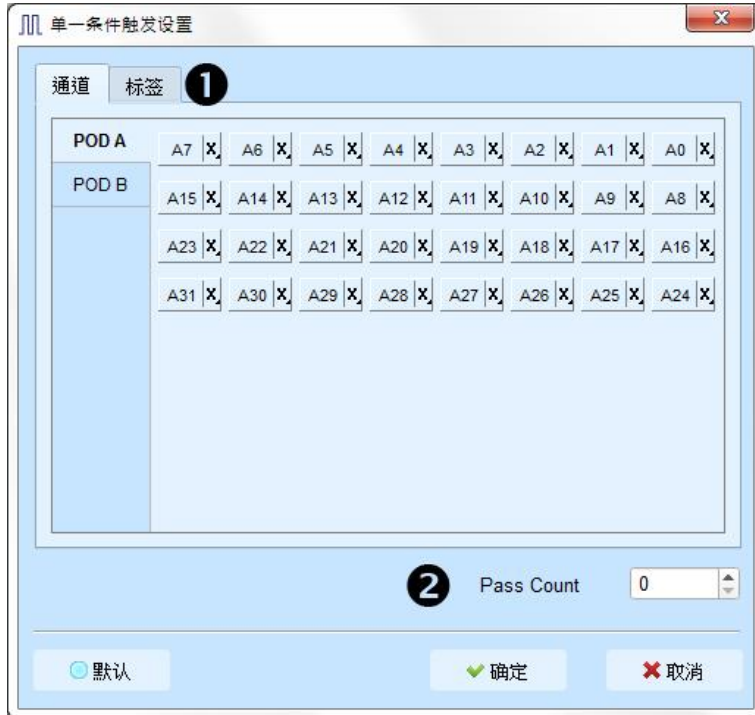 单一条件触发设置
通道 标签 1
POD A A7 X A6 X A5 X A4 X A3 X A2 X A1 X A0 X
POD B A15 X A14 X A13 X A12 X A11 X A10 X A9 X A8 X
A23 X A22 X A21 X A20 X A19 X A18 X A17 X A16 X
A31 X A30 X A29 X A28 X A27 X A26 X A25 X A24 X
2 Pass Count 0
默认 确定 取消